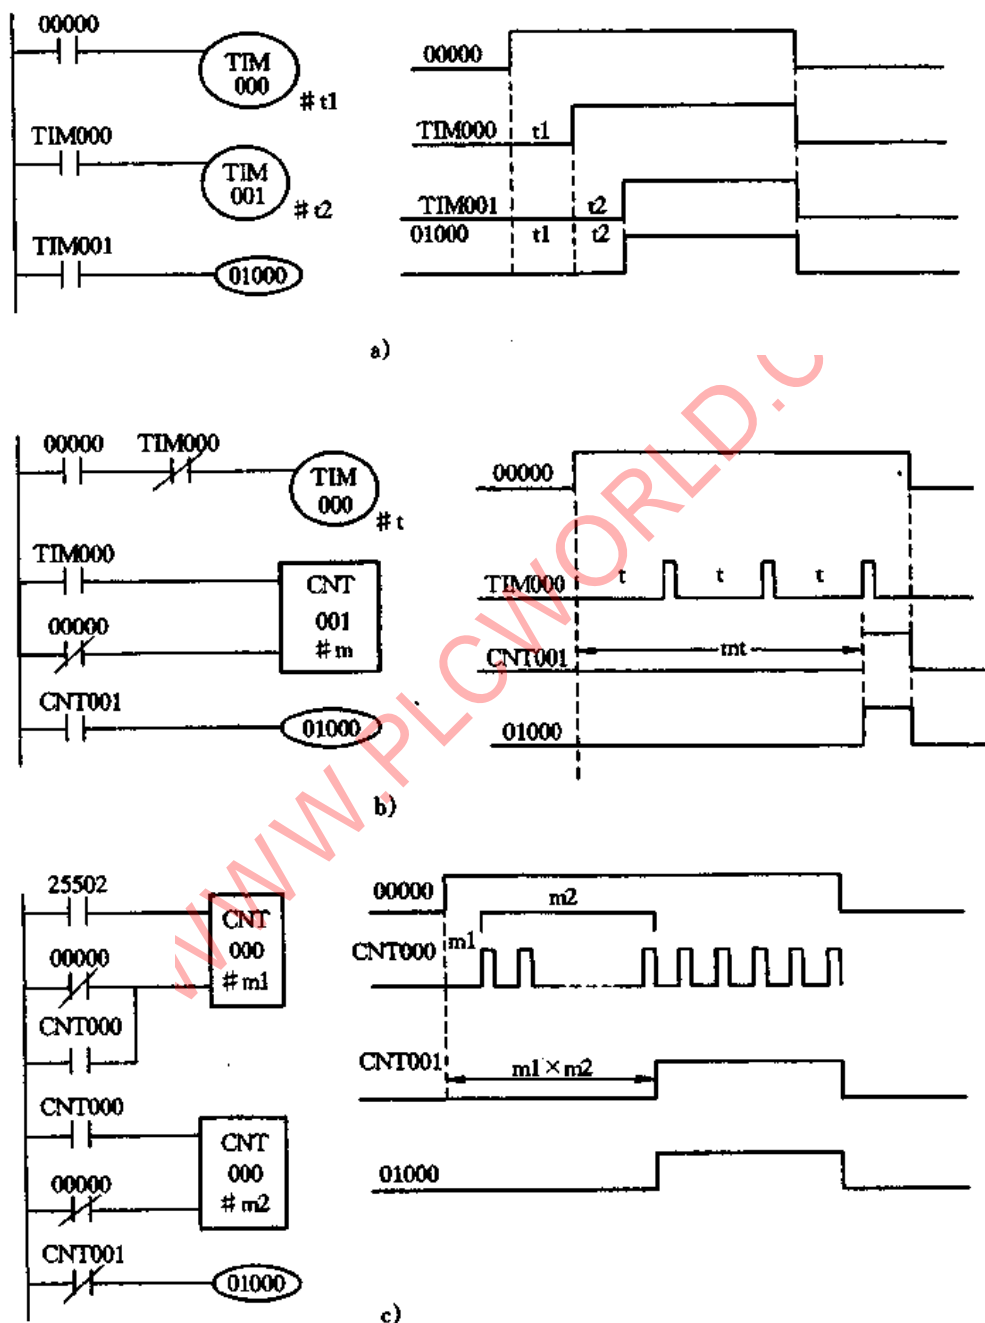 00000
TIM
000
#t1
TIM000
TIM
001
#t2
TIM001
01000
00000
TIM000
t1
TIM001
t2
01000
t1
t2
a)
00000
TIM000
TIM
000
#t
TIM000
CNT
001
#m
00000
CNT001
01000
00000
TIM000
t
t
t
CNT001
mt
01000
b)
25502
CNT
000
#m1
00000
CNT000
CNT000
CNT
000
#m2
00000
CNT001
01000
00000
m2
CNT000
m1
CNT001
m1×m2
01000
c)
WWW.PLCWORLD.C